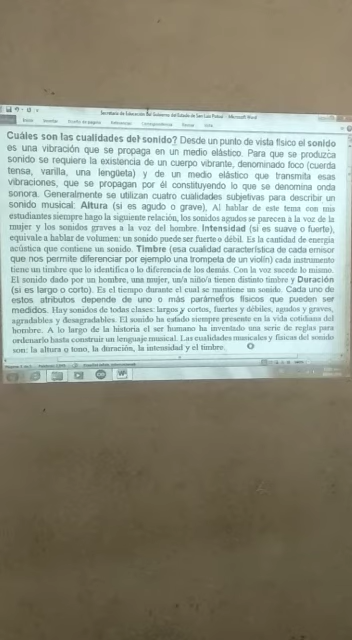 Secretaria de Educación del Gobierno del Estado de San Luis Potosí - Microsoft Word
Cuáles son las cualidades del sonido? Desde un punto de vista físico el sonido
es una vibración que se propaga en un medio elástico. Para que se produzca
sonido se requiere la existencia de un cuerpo vibrante, denominado foco (cuerda
tensa, varilla, una lengüeta) y de un medio elástico que transmita esas
vibraciones, que se propagan por él constituyendo lo que se denomina onda
sonora. Generalmente se utilizan cuatro cualidades subjetivas para describir un
sonido musical: Altura (si es agudo o grave), Al hablar de este tema con mis
estudiantes siempre hago la siguiente relación, los sonidos agudos se parecen a la voz de la
mujer y los sonidos graves a la voz del hombre. Intensidad (si es suave o fuerte),
equivale a hablar de volumen: un sonido puede ser fuerte o débil. Es la cantidad de energía
acústica que contiene un sonido. Timbre (esa cualidad característica de cada emisor
que nos permite diferenciar por ejemplo una trompeta de un violín) cada instrumento
tiene un timbre que lo identifica o lo diferencia de los demás. Con la voz sucede lo mismo.
El sonido dado por un hombre, una mujer, un/a niño/a tienen distinto timbre y Duración
(si es largo o corto). Es el tiempo durante el cual se mantiene un sonido. Cada uno de
estos atributos depende de uno o más parámetros físicos que pueden ser
medidos. Hay sonidos de todas clases: largos y cortos, fuertes y débiles, agudos y graves,
agradables y desagradables. El sonido ha estado siempre presente en la vida cotidiana del
hombre. A lo largo de la historia el ser humano ha inventado una serie de reglas para
ordenarlo hasta construir un lenguaje musical. Las cualidades musicales y físicas del sonido
son: la altura o tono, la duración, la intensidad y el timbre.